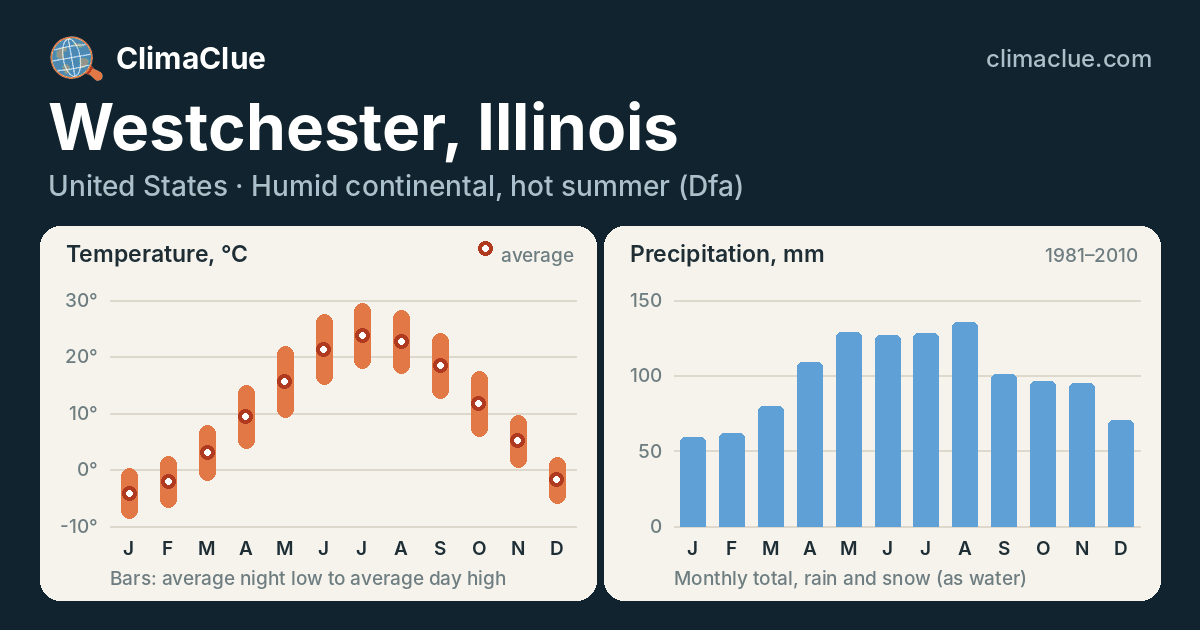 ClimaClue
climaclue.com
Westchester, Illinois
United States · Humid continental, hot summer (Dfa)
Temperature, °C
average
30°
20°
10°
0°
-10°
J F M A M J J A S O N D
Bars: average night low to average day high
Precipitation, mm
1981–2010
150
100
50
0
J F M A M J J A S O N D
Monthly total, rain and snow (as water)